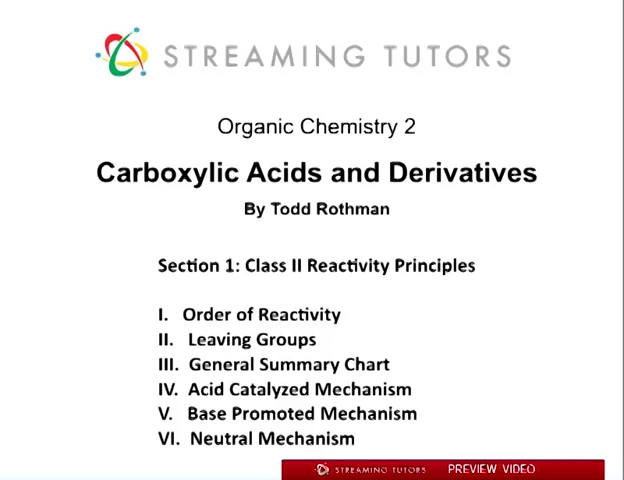 STREAMING TUTORS
Organic Chemistry 2
Carboxylic Acids and Derivatives
By Todd Rothman
Section 1: Class II Reactivity Principles
I. Order of Reactivity
II. Leaving Groups
III. General Summary Chart
IV. Acid Catalyzed Mechanism
V. Base Promoted Mechanism
VI. Neutral Mechanism
STREAMING TUTORS PREVIEW VIDEO